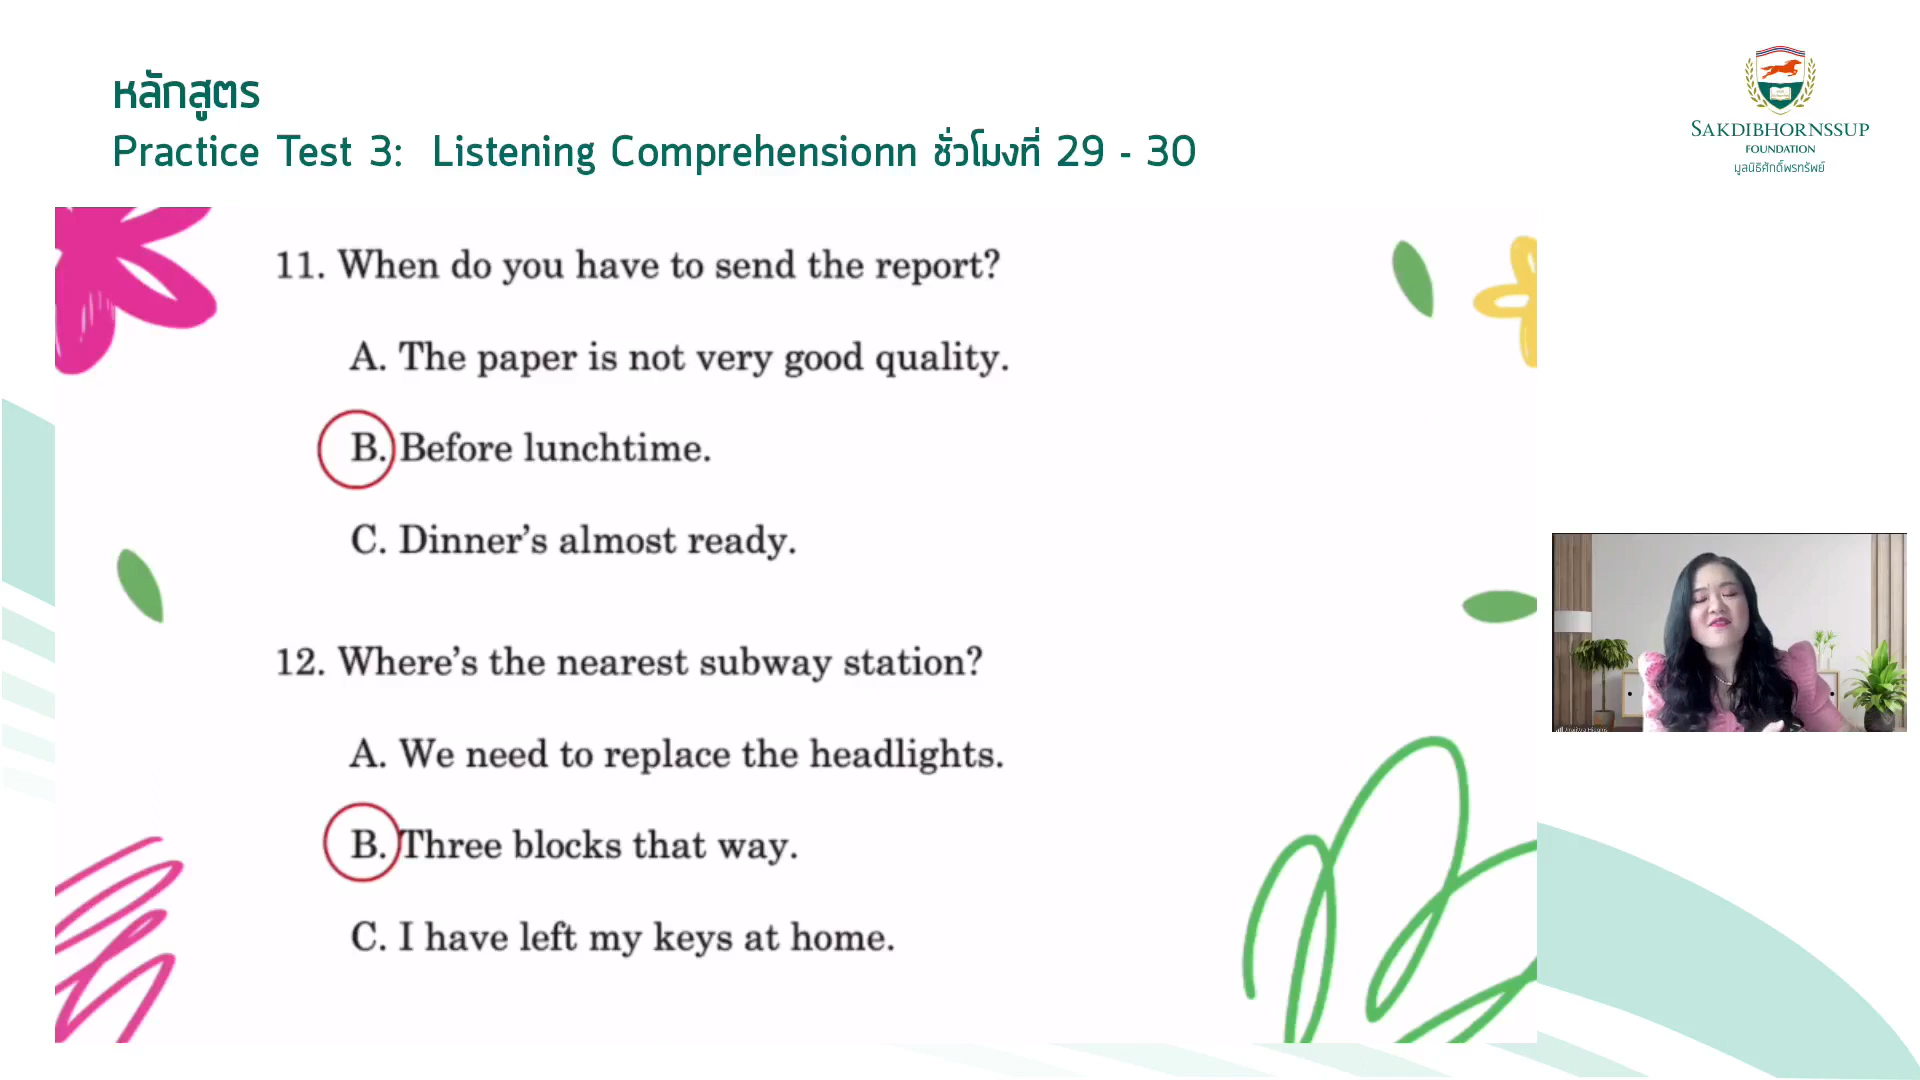 หลักสูตร
Practice Test 3: Listening Comprehensionn ชั่วโมงที่ 29 - 30
SAKDIBHORNSSUP
FOUNDATION
มูลนิธิศักดิ์พรทรัพย์
11. When do you have to send the report?
A. The paper is not very good quality.
B. Before lunchtime.
C. Dinner's almost ready.
12. Where's the nearest subway station?
A. We need to replace the headlights.
B. Three blocks that way.
C. I have left my keys at home.